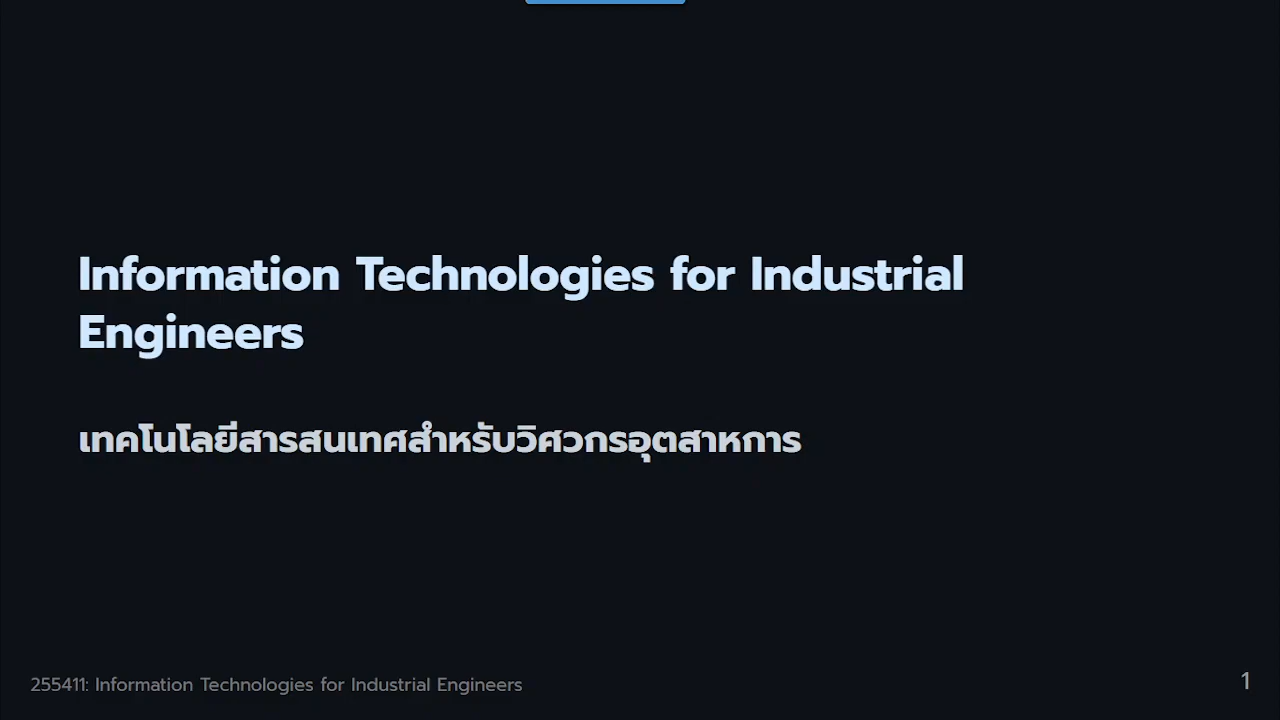 Information Technologies for Industrial
Engineers
เทคโนโลยีสารสนเทศสำหรับวิศวกรอุตสาหการ
255411: Information Technologies for Industrial Engineers
1